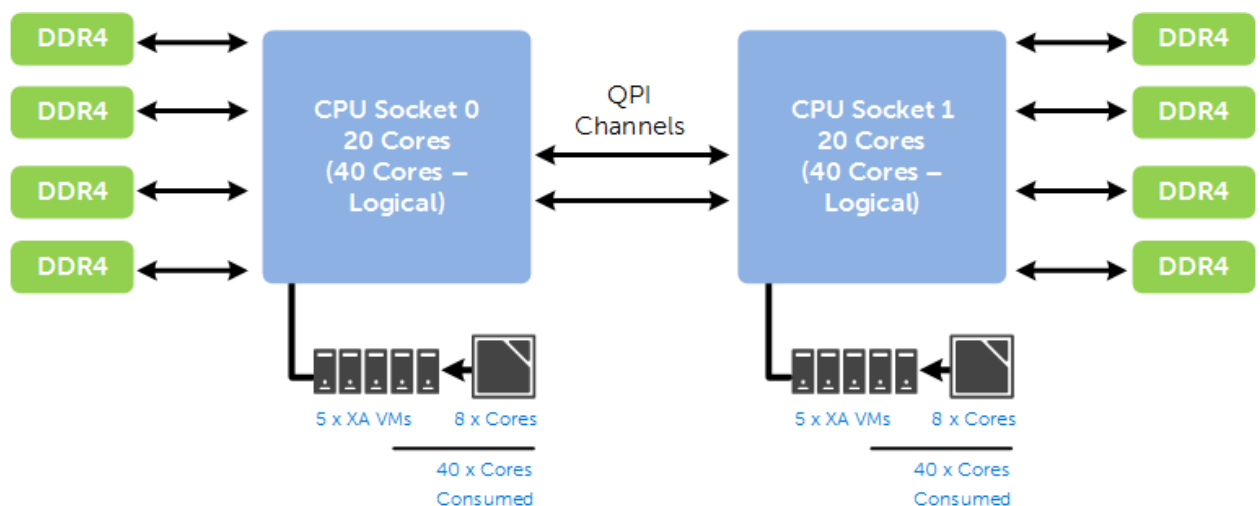 DDR4
DDR4
DDR4
DDR4
CPU Socket 0
20 Cores
(40 Cores –
Logical)
QPI
Channels
CPU Socket 1
20 Cores
(40 Cores –
Logical)
DDR4
DDR4
DDR4
DDR4
5 x XA VMs
8 x Cores
40 x Cores
Consumed
5 x XA VMs
8 x Cores
40 x Cores
Consumed